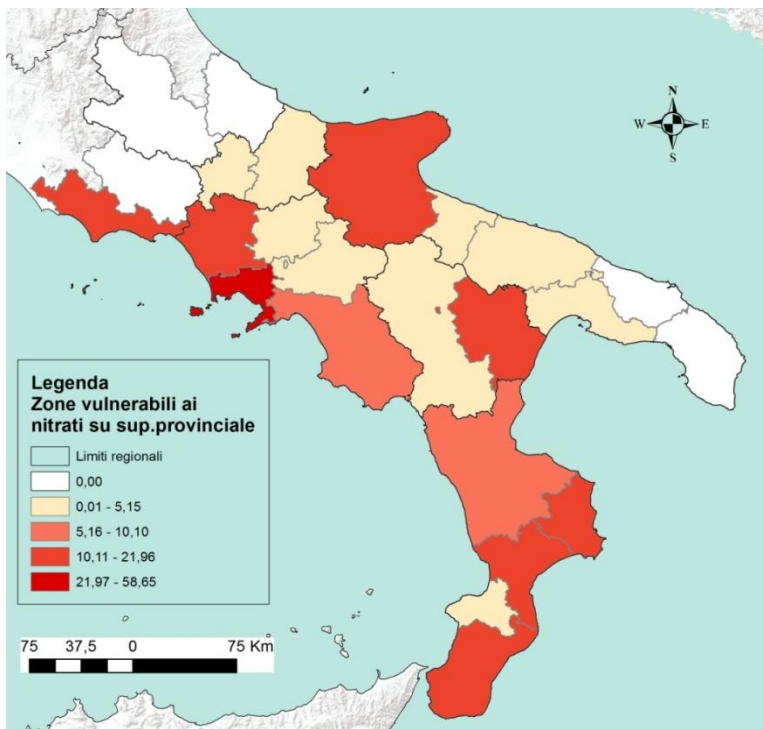 N
W E
S
Legenda
Zone vulnerabili ai
nitrati su sup.provinciale
Limiti regionali
0,00
0,01 - 5,15
5,16 - 10,10
10,11 - 21,96
21,97 - 58,65
75 37,5 0 75 Km